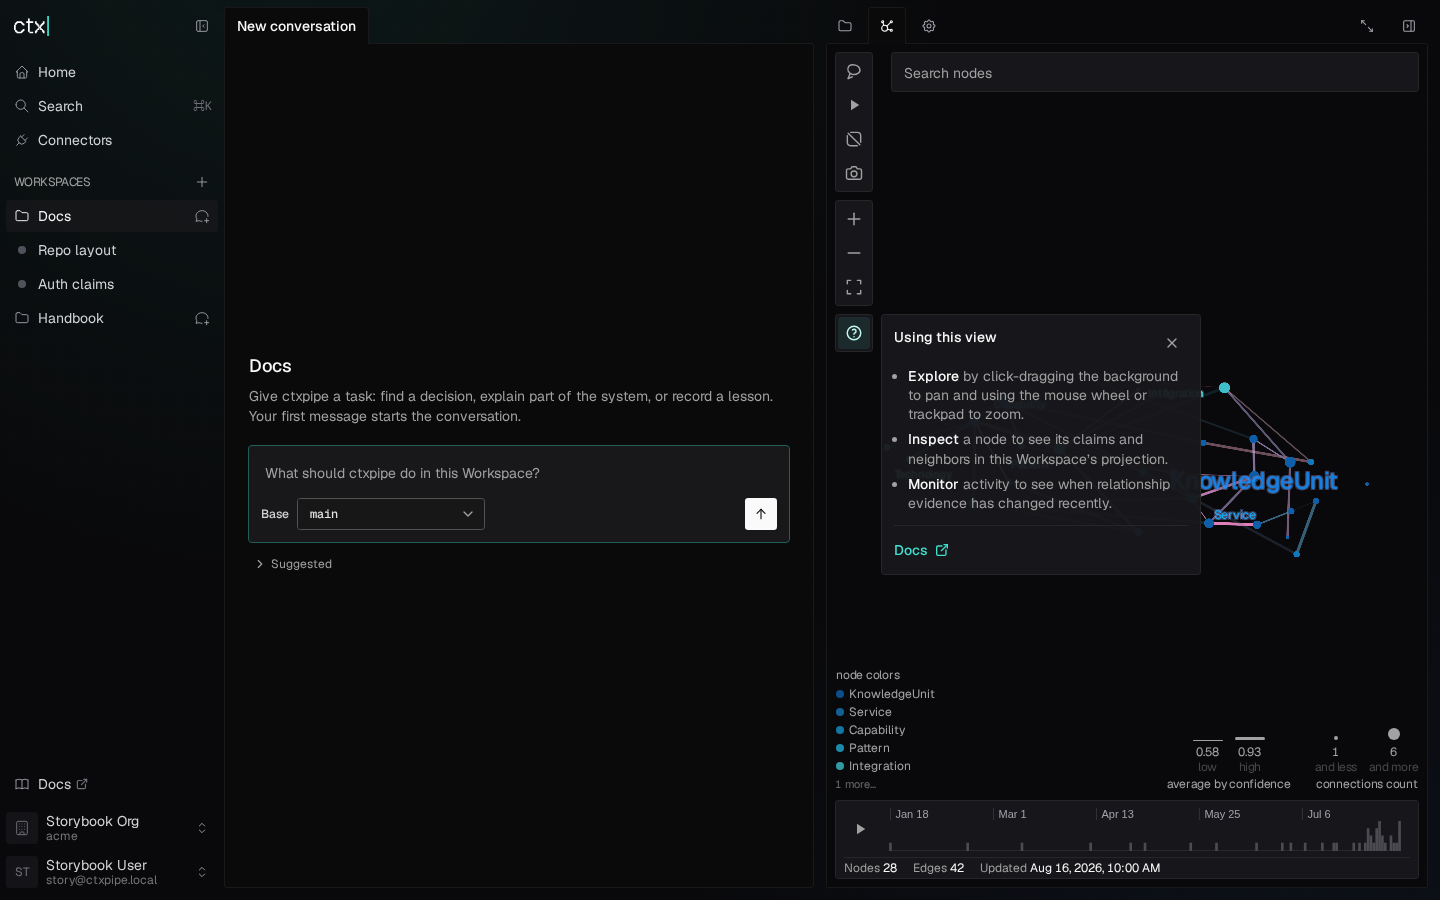 ctx
Home
Search ⌘K
Connectors
WORKSPACES
Docs
Repo layout
Auth claims
Handbook
Docs
Storybook Org
acme
ST
Storybook User
story@ctxpipe.local
New conversation
Docs
Give ctxpipe a task: find a decision, explain part of the system, or record a lesson.
Your first message starts the conversation.
What should ctxpipe do in this Workspace?
Base main
Suggested
Search nodes
Using this view
Explore by click-dragging the background
to pan and using the mouse wheel or
trackpad to zoom.
Inspect a node to see its claims and
neighbors in this Workspace's projection.
Monitor activity to see when relationship
evidence has changed recently.
Docs
KnowledgeUnit
Service
node colors
KnowledgeUnit
Service
Capability
Pattern
Integration
1 more...
0.58 0.93
low high
average by confidence
1 6
and less and more
connections count
Jan 18 Mar 1 Apr 13 May 25 Jul 6
Nodes 28 Edges 42 Updated Aug 16, 2026, 10:00 AM